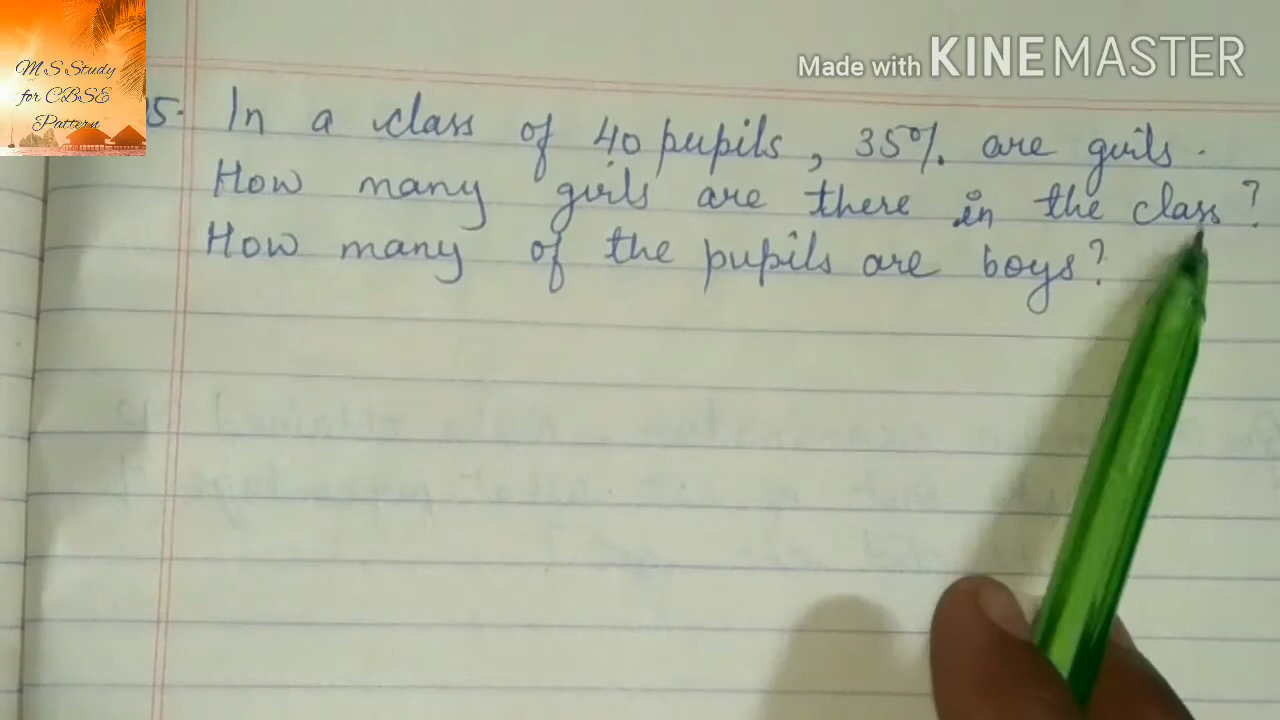 M.S Study
for CBSE
Pattern
Made with KINEMASTER
5. In a class of 40 pupils, 35% are girls.
How many girls are there in the class?
How many of the pupils are boys?